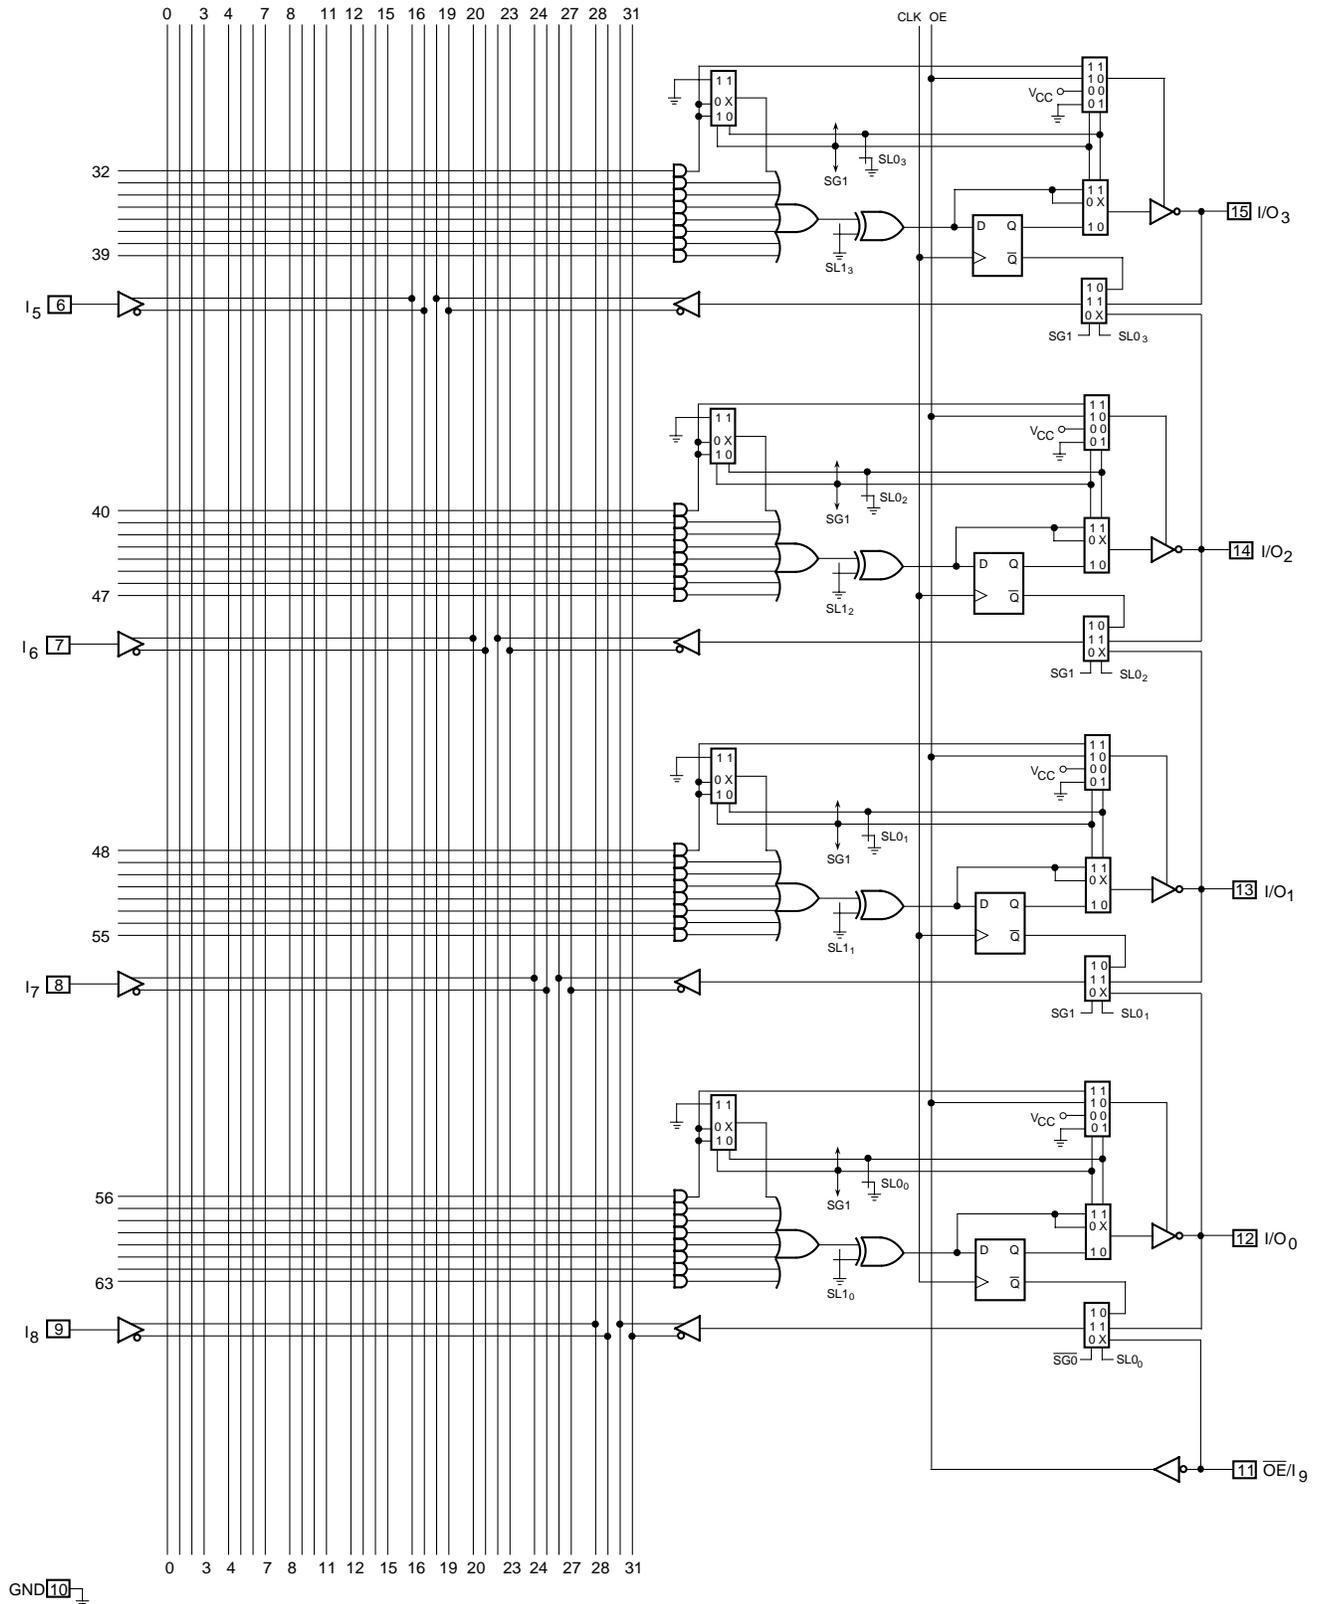 0 3 4 7 8 11 12 15 16 19 20 23 24 27 28 31
CLK OE
1 1
1 0
VCC 0 0
0 1
1 1
0 X
1 0
SL03
SG1
32
1 1
0 X
1 0
15 I/O3
D Q
Q̅
SL13
39
1 0
1 1
0 X
I5 6
SG1 SL03
1 1
1 0
VCC 0 0
0 1
1 1
0 X
1 0
SL02
SG1
40
1 1
0 X
1 0
14 I/O2
D Q
Q̅
SL12
47
1 0
1 1
0 X
I6 7
SG1 SL02
1 1
1 0
VCC 0 0
0 1
1 1
0 X
1 0
SL01
SG1
48
1 1
0 X
1 0
13 I/O1
D Q
Q̅
SL11
55
1 0
1 1
0 X
I7 8
SG1 SL01
1 1
1 0
VCC 0 0
0 1
1 1
0 X
1 0
SL00
SG1
56
1 1
0 X
1 0
12 I/O0
D Q
Q̅
SL10
63
1 0
1 1
0 X
I8 9
S̅G̅0̅ SL00
11 O̅E̅/I9
0 3 4 7 8 11 12 15 16 19 20 23 24 27 28 31
GND 10